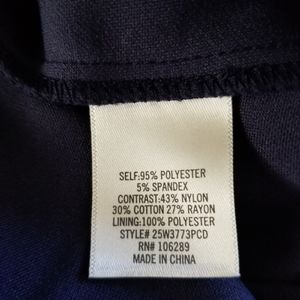 SELF:95% POLYESTER
5% SPANDEX
CONTRAST:43% NYLON
30% COTTON 27% RAYON
LINING:100% POLYESTER
STYLE# 25W3773PCD
RN# 106289
MADE IN CHINA